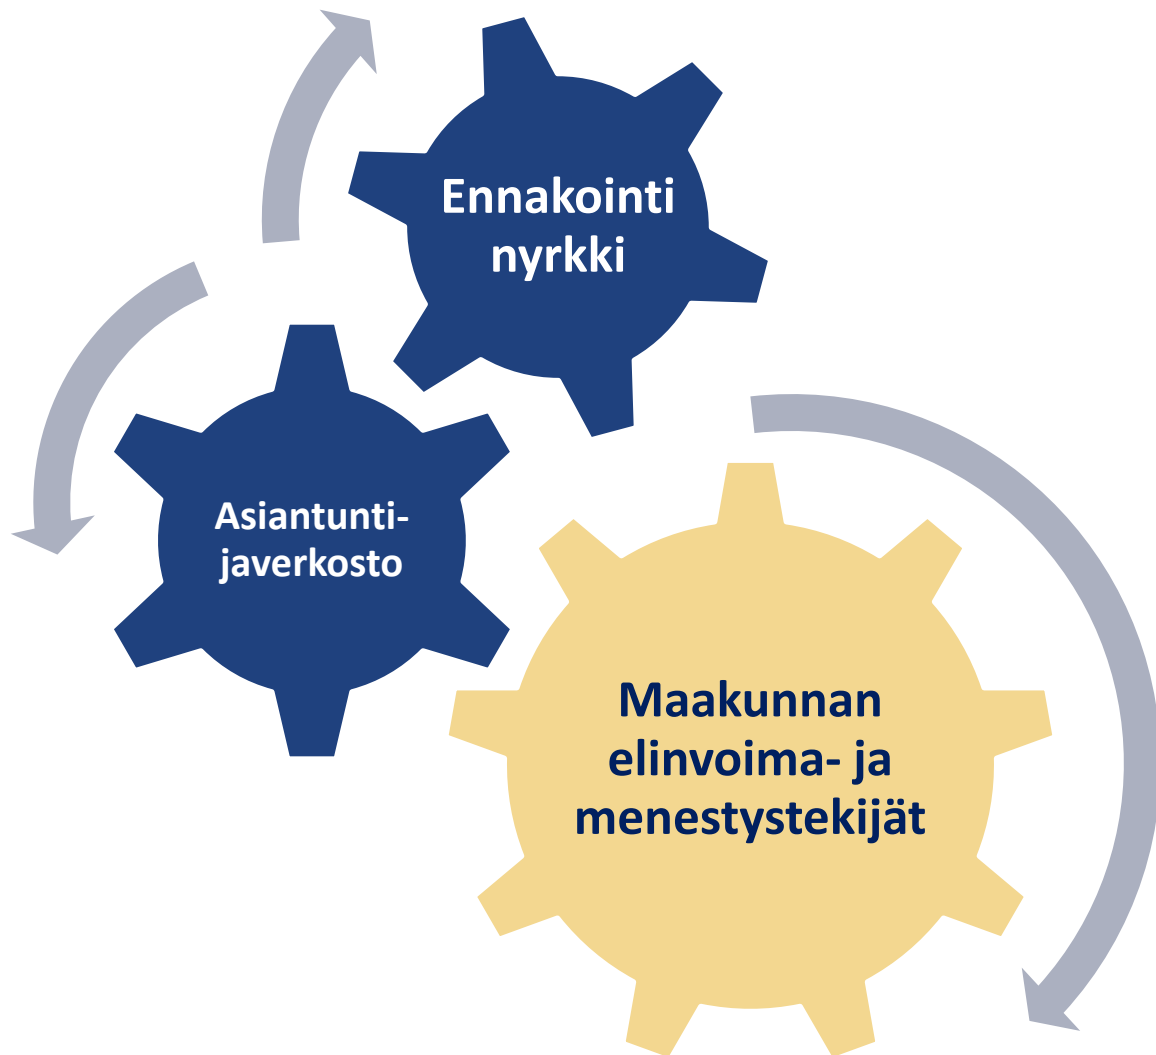 Ennakointi
nyrkki
Asiantunti-
javerkosto
Maakunnan
elinvoima- ja
menestystekijät